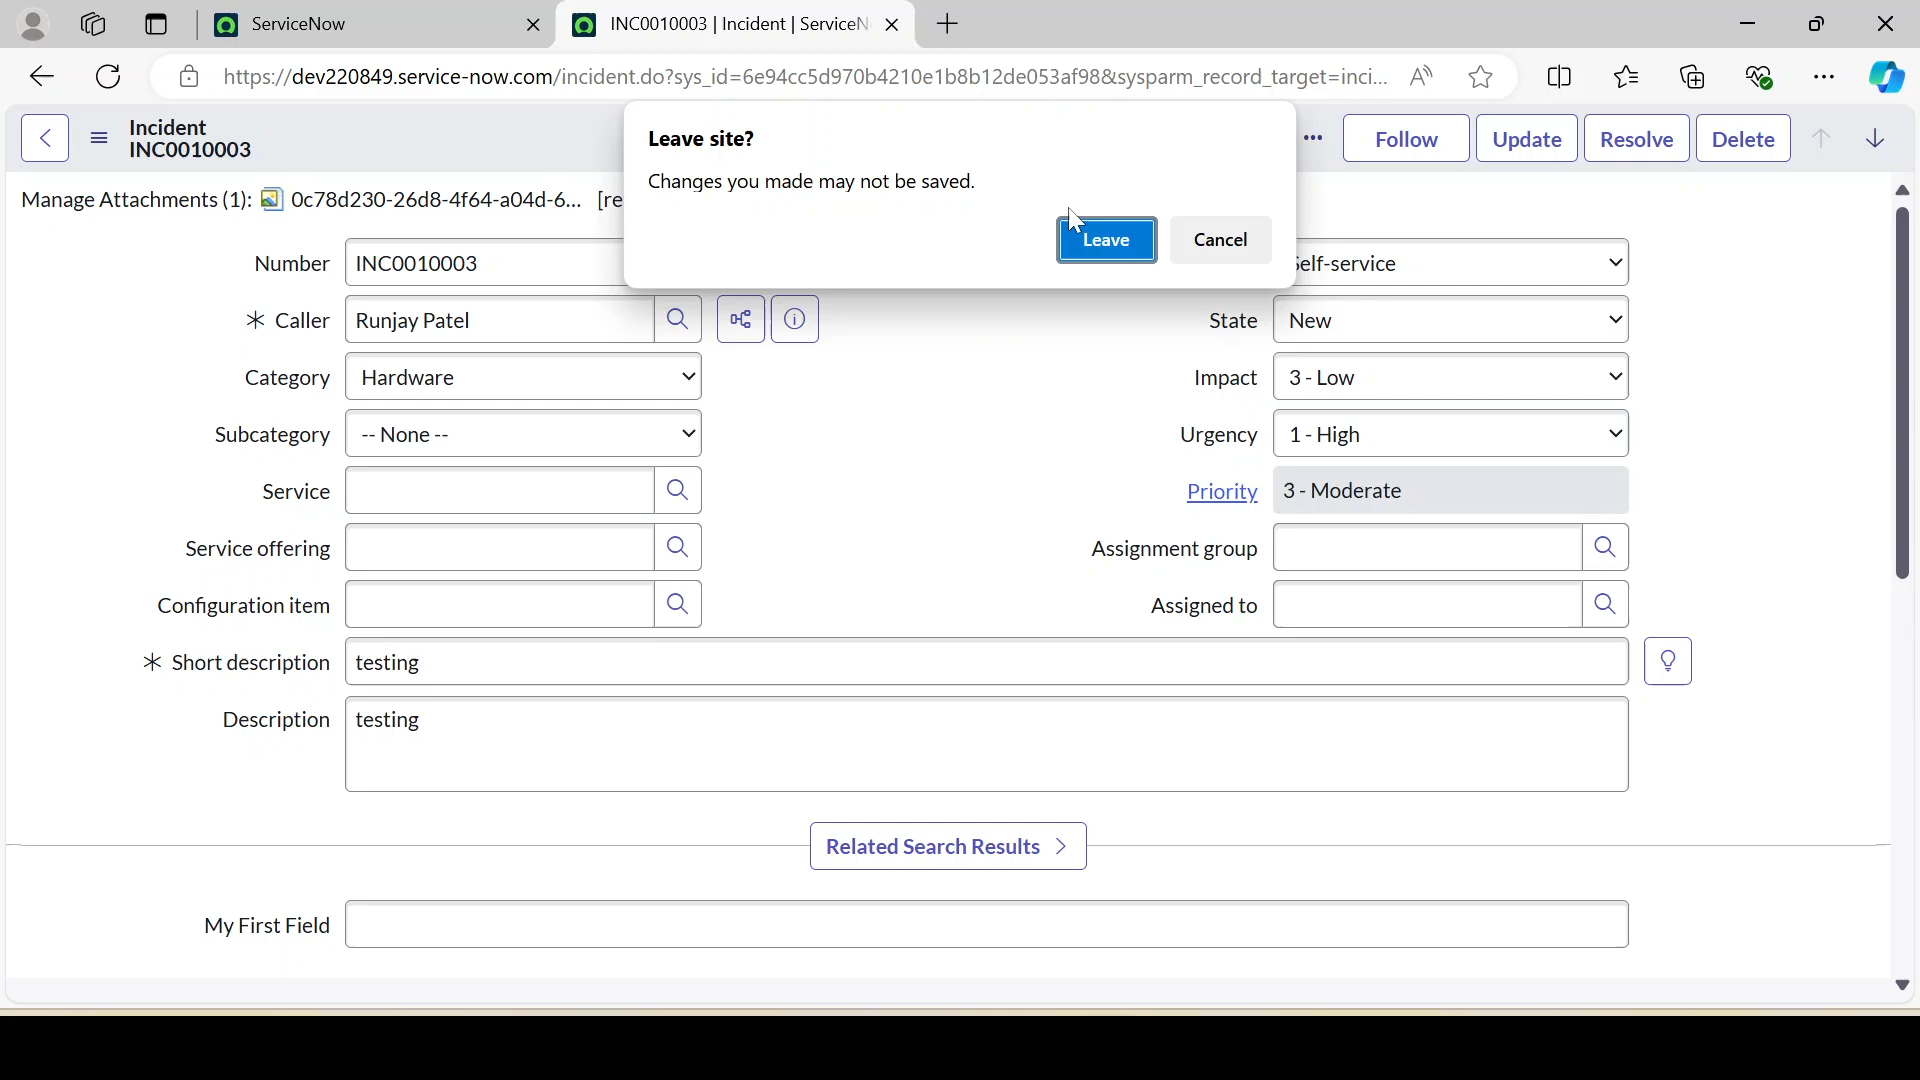 ServiceNow
INC0010003 | Incident | ServiceN
https://dev220849.service-now.com/incident.do?sys_id=6e94cc5d970b4210e1b8b12de053af98&sysparm_record_target=inci...
Incident
INC0010003
Leave site?
Changes you made may not be saved.
Leave
Cancel
Follow
Update
Resolve
Delete
Manage Attachments (1): 0c78d230-26d8-4f64-a04d-6... [re
Number INC0010003
Self-service
Caller Runjay Patel
State New
Category Hardware
Impact 3 - Low
Subcategory -- None --
Urgency 1 - High
Service
Priority 3 - Moderate
Service offering
Assignment group
Configuration item
Assigned to
Short description testing
Description testing
Related Search Results
My First Field